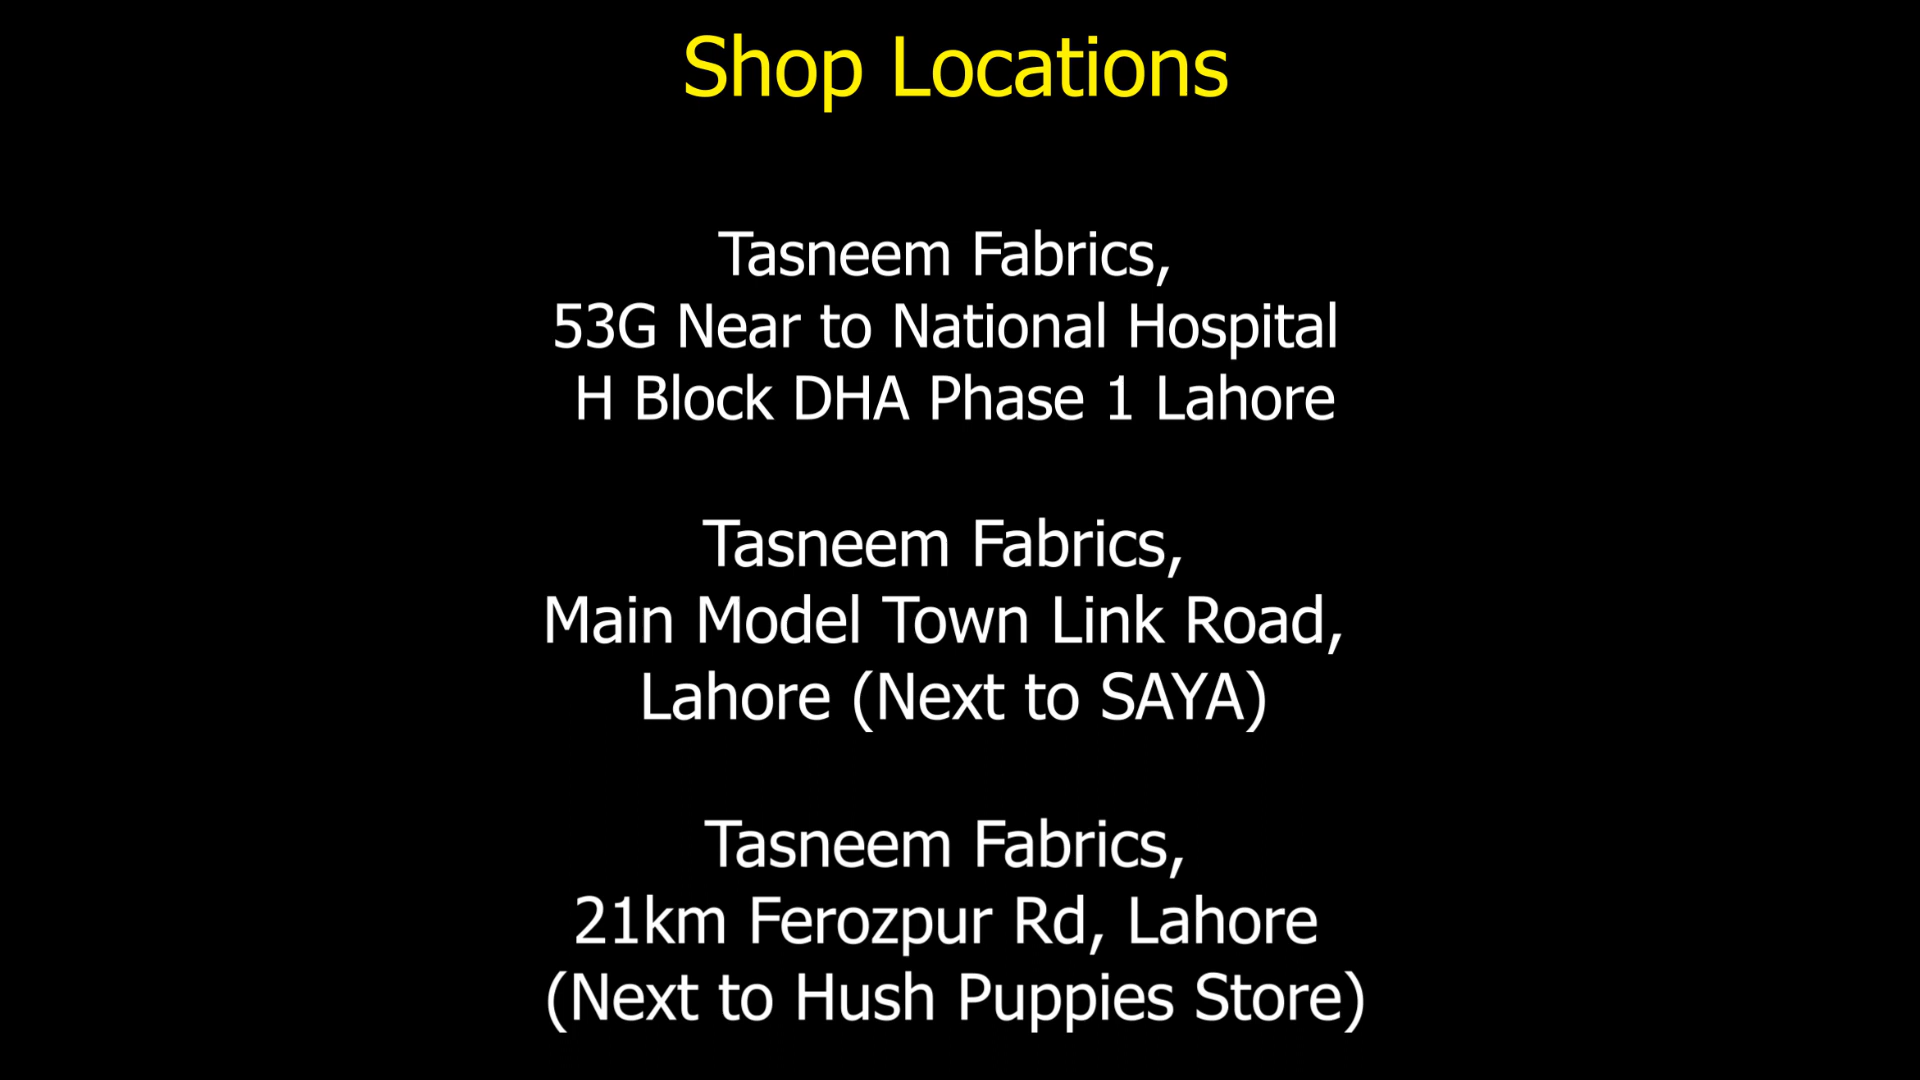 Shop Locations
Tasneem Fabrics,
53G Near to National Hospital
H Block DHA Phase 1 Lahore
Tasneem Fabrics,
Main Model Town Link Road,
Lahore (Next to SAYA)
Tasneem Fabrics,
21km Ferozpur Rd, Lahore
(Next to Hush Puppies Store)